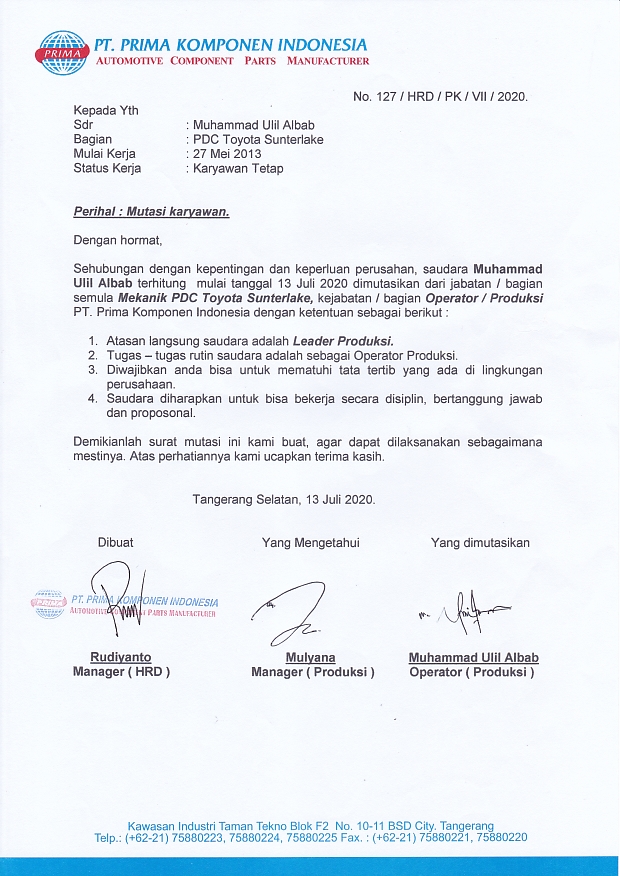 PRIMA
PT. PRIMA KOMPONEN INDONESIA
AUTOMOTIVE COMPONENT PARTS MANUFACTURER
No. 127 / HRD / PK / VII / 2020.
Kepada Yth
Sdr : Muhammad Ulil Albab
Bagian : PDC Toyota Sunterlake
Mulai Kerja : 27 Mei 2013
Status Kerja : Karyawan Tetap
Perihal : Mutasi karyawan.
Dengan hormat,
Sehubungan dengan kepentingan dan keperluan perusahan, saudara Muhammad
Ulil Albab terhitung mulai tanggal 13 Juli 2020 dimutasikan dari jabatan / bagian
semula Mekanik PDC Toyota Sunterlake, kejabatan / bagian Operator / Produksi
PT. Prima Komponen Indonesia dengan ketentuan sebagai berikut :
1. Atasan langsung saudara adalah Leader Produksi.
2. Tugas – tugas rutin saudara adalah sebagai Operator Produksi.
3. Diwajibkan anda bisa untuk mematuhi tata tertib yang ada di lingkungan
perusahaan.
4. Saudara diharapkan untuk bisa bekerja secara disiplin, bertanggung jawab
dan proposonal.
Demikianlah surat mutasi ini kami buat, agar dapat dilaksanakan sebagaimana
mestinya. Atas perhatiannya kami ucapkan terima kasih.
Tangerang Selatan, 13 Juli 2020.
Dibuat Yang Mengetahui Yang dimutasikan
PRIMA PT. PRIMA KOMPONEN INDONESIA
AUTOMOTIVE COMPONENT PARTS MANUFACTURER
Rudiyanto Mulyana Muhammad Ulil Albab
Manager ( HRD ) Manager ( Produksi ) Operator ( Produksi )
Kawasan Industri Taman Tekno Blok F2 No. 10-11 BSD City. Tangerang
Telp.: (+62-21) 75880223, 75880224, 75880225 Fax. : (+62-21) 75880221, 75880220